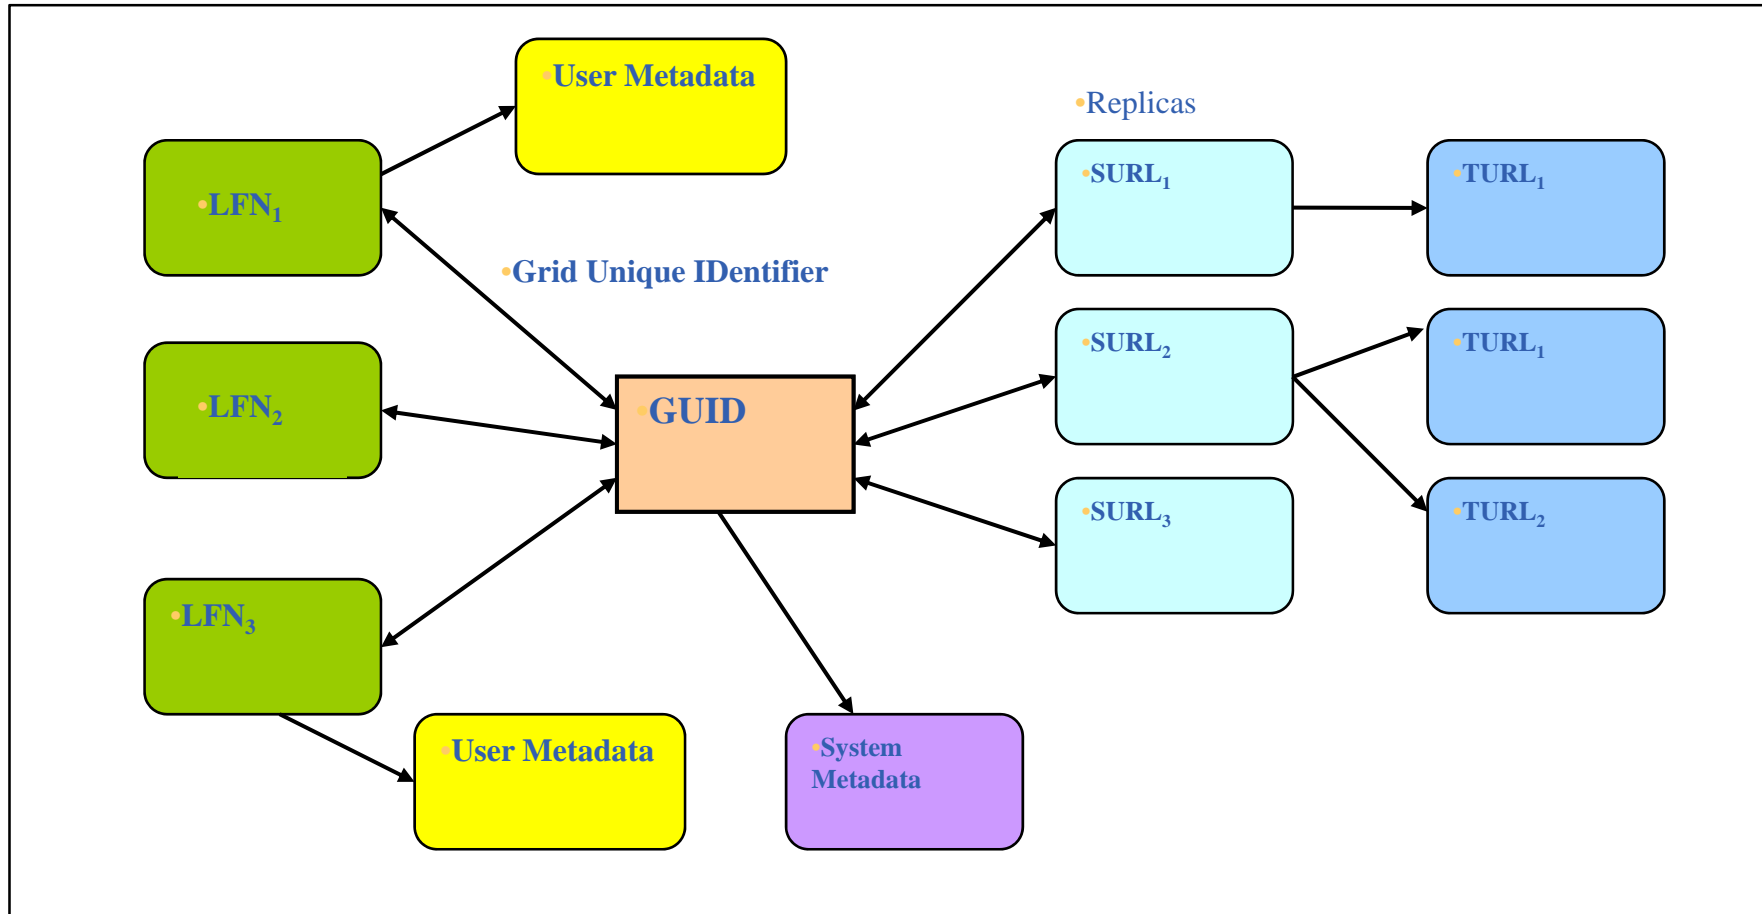 •User Metadata
•Replicas
•LFN₁
•SURL₁
•TURL₁
•Grid Unique IDentifier
•LFN₂
•GUID
•SURL₂
•TURL₁
•SURL₃
•TURL₂
•LFN₃
•User Metadata
•System
Metadata